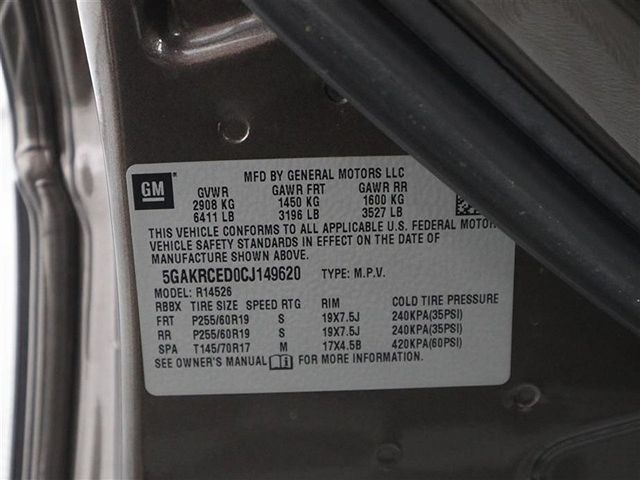 MFD BY GENERAL MOTORS LLC
GM GVWR GAWR FRT GAWR RR
2908 KG 1450 KG 1600 KG
6411 LB 3196 LB 3527 LB
THIS VEHICLE CONFORMS TO ALL APPLICABLE U.S. FEDERAL MOTOR
VEHICLE SAFETY STANDARDS IN EFFECT ON THE DATE OF
MANUFACTURE SHOWN ABOVE.
5GAKRCED0CJ149620 TYPE: M.P.V.
MODEL: R14526
RBBX TIRE SIZE SPEED RTG RIM COLD TIRE PRESSURE
FRT P255/60R19 S 19X7.5J 240KPA(35PSI)
RR P255/60R19 S 19X7.5J 240KPA(35PSI)
SPA T145/70R17 M 17X4.5B 420KPA(60PSI)
SEE OWNER'S MANUAL FOR MORE INFORMATION.